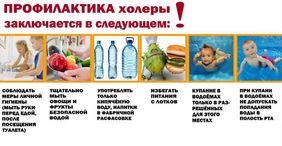 ПРОФИЛАКТИКА холеры
заключается в следующем: !
СОБЛЮДАТЬ
МЕРЫ ЛИЧНОЙ
ГИГИЕНЫ
(МЫТЬ РУКИ
ПЕРЕД ЕДОЙ,
ПОСЛЕ
ПОСЕЩЕНИЯ
ТУАЛЕТА)
ТЩАТЕЛЬНО
МЫТЬ
ОВОЩИ И
ФРУКТЫ
БЕЗОПАСНОЙ
ВОДОЙ
УПОТРЕБЛЯТЬ
ТОЛЬКО
КИПЯЧЁНУЮ
ВОДУ,
НАПИТКИ
В ФАБРИЧНОЙ
РАСФАСОВКЕ
ИЗБЕГАТЬ
ПИТАНИЯ
С ЛОТКОВ
КУПАНИЕ В
ВОДОЁМАХ
ТОЛЬКО В РАЗ-
РЕШЁННЫХ
ДЛЯ ЭТОГО
МЕСТАХ
ПРИ КУПАНИ
В ВОДОЁМАХ
НЕ ДОПУСКАТЬ
ПОПАДАНИЯ
ВОДЫ В
ПОЛОСТЬ РТА